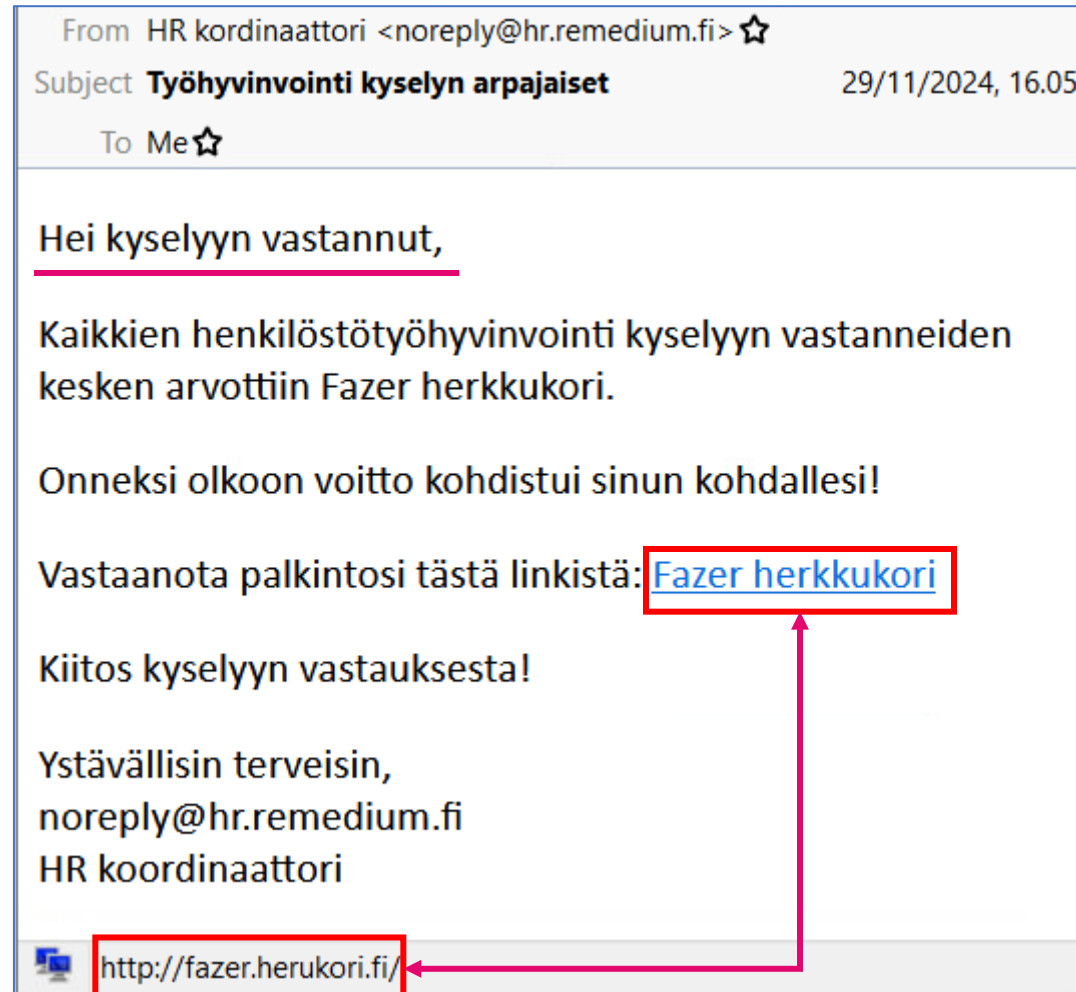 From HR kordinaattori <noreply@hr.remedium.fi>
Subject Työhyvinvointi kyselyn arpajaiset 29/11/2024, 16.05
To Me
Hei kyselyyn vastannut,
Kaikkien henkilöstötyöhyvinvointi kyselyyn vastanneiden
kesken arvottiin Fazer herkkukori.
Onneksi olkoon voitto kohdistui sinun kohdallesi!
Vastaanota palkintosi tästä linkistä: Fazer herkkukori
Kiitos kyselyyn vastauksesta!
Ystävällisin terveisin,
noreply@hr.remedium.fi
HR koordinaattori
http://fazer.herukori.fi/